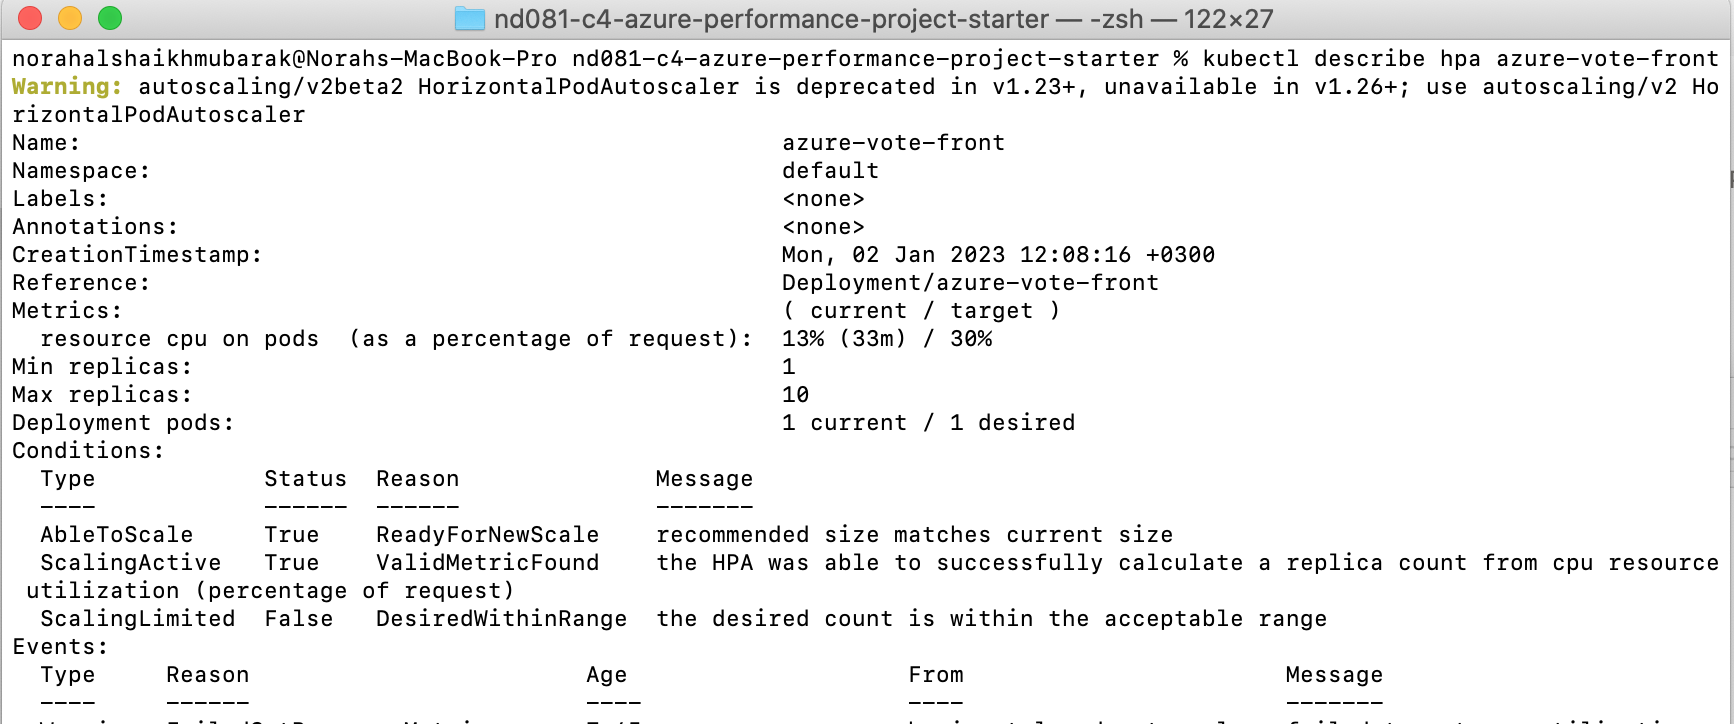 nd081-c4-azure-performance-project-starter — -zsh — 122×27
norahalshaikhmubarak@Norahs-MacBook-Pro nd081-c4-azure-performance-project-starter % kubectl describe hpa azure-vote-front
Warning: autoscaling/v2beta2 HorizontalPodAutoscaler is deprecated in v1.23+, unavailable in v1.26+; use autoscaling/v2 Ho
rizontalPodAutoscaler
Name: azure-vote-front
Namespace: default
Labels: <none>
Annotations: <none>
CreationTimestamp: Mon, 02 Jan 2023 12:08:16 +0300
Reference: Deployment/azure-vote-front
Metrics: ( current / target )
resource cpu on pods (as a percentage of request): 13% (33m) / 30%
Min replicas: 1
Max replicas: 10
Deployment pods: 1 current / 1 desired
Conditions:
Type Status Reason Message
---- ------ ------ -------
AbleToScale True ReadyForNewScale recommended size matches current size
ScalingActive True ValidMetricFound the HPA was able to successfully calculate a replica count from cpu resource
utilization (percentage of request)
ScalingLimited False DesiredWithinRange the desired count is within the acceptable range
Events:
Type Reason Age From Message
---- ------ ---- ---- -------